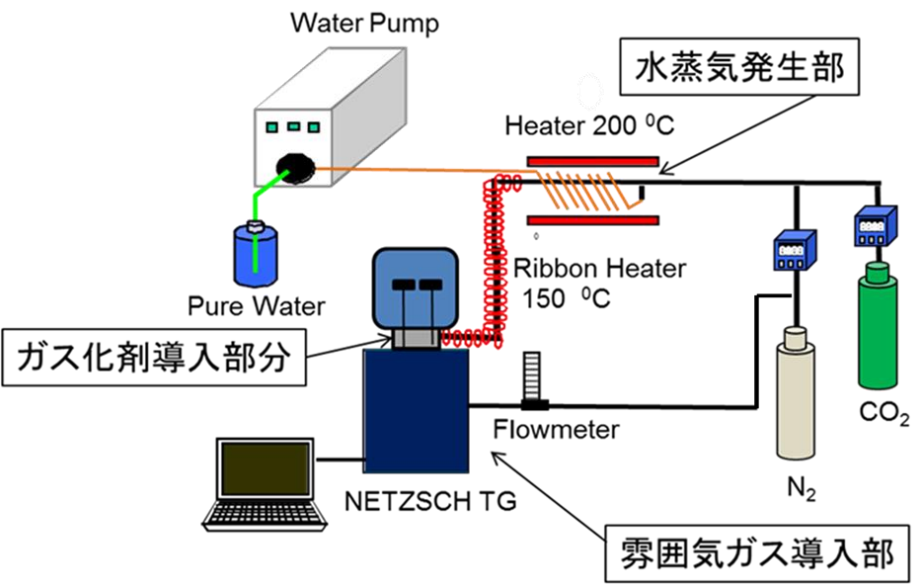 Water Pump
水蒸気発生部
Heater 200 ⁰C
Pure Water
Ribbon Heater
150 ⁰C
ガス化剤導入部分
Flowmeter
CO₂
N₂
NETZSCH TG
雰囲気ガス導入部